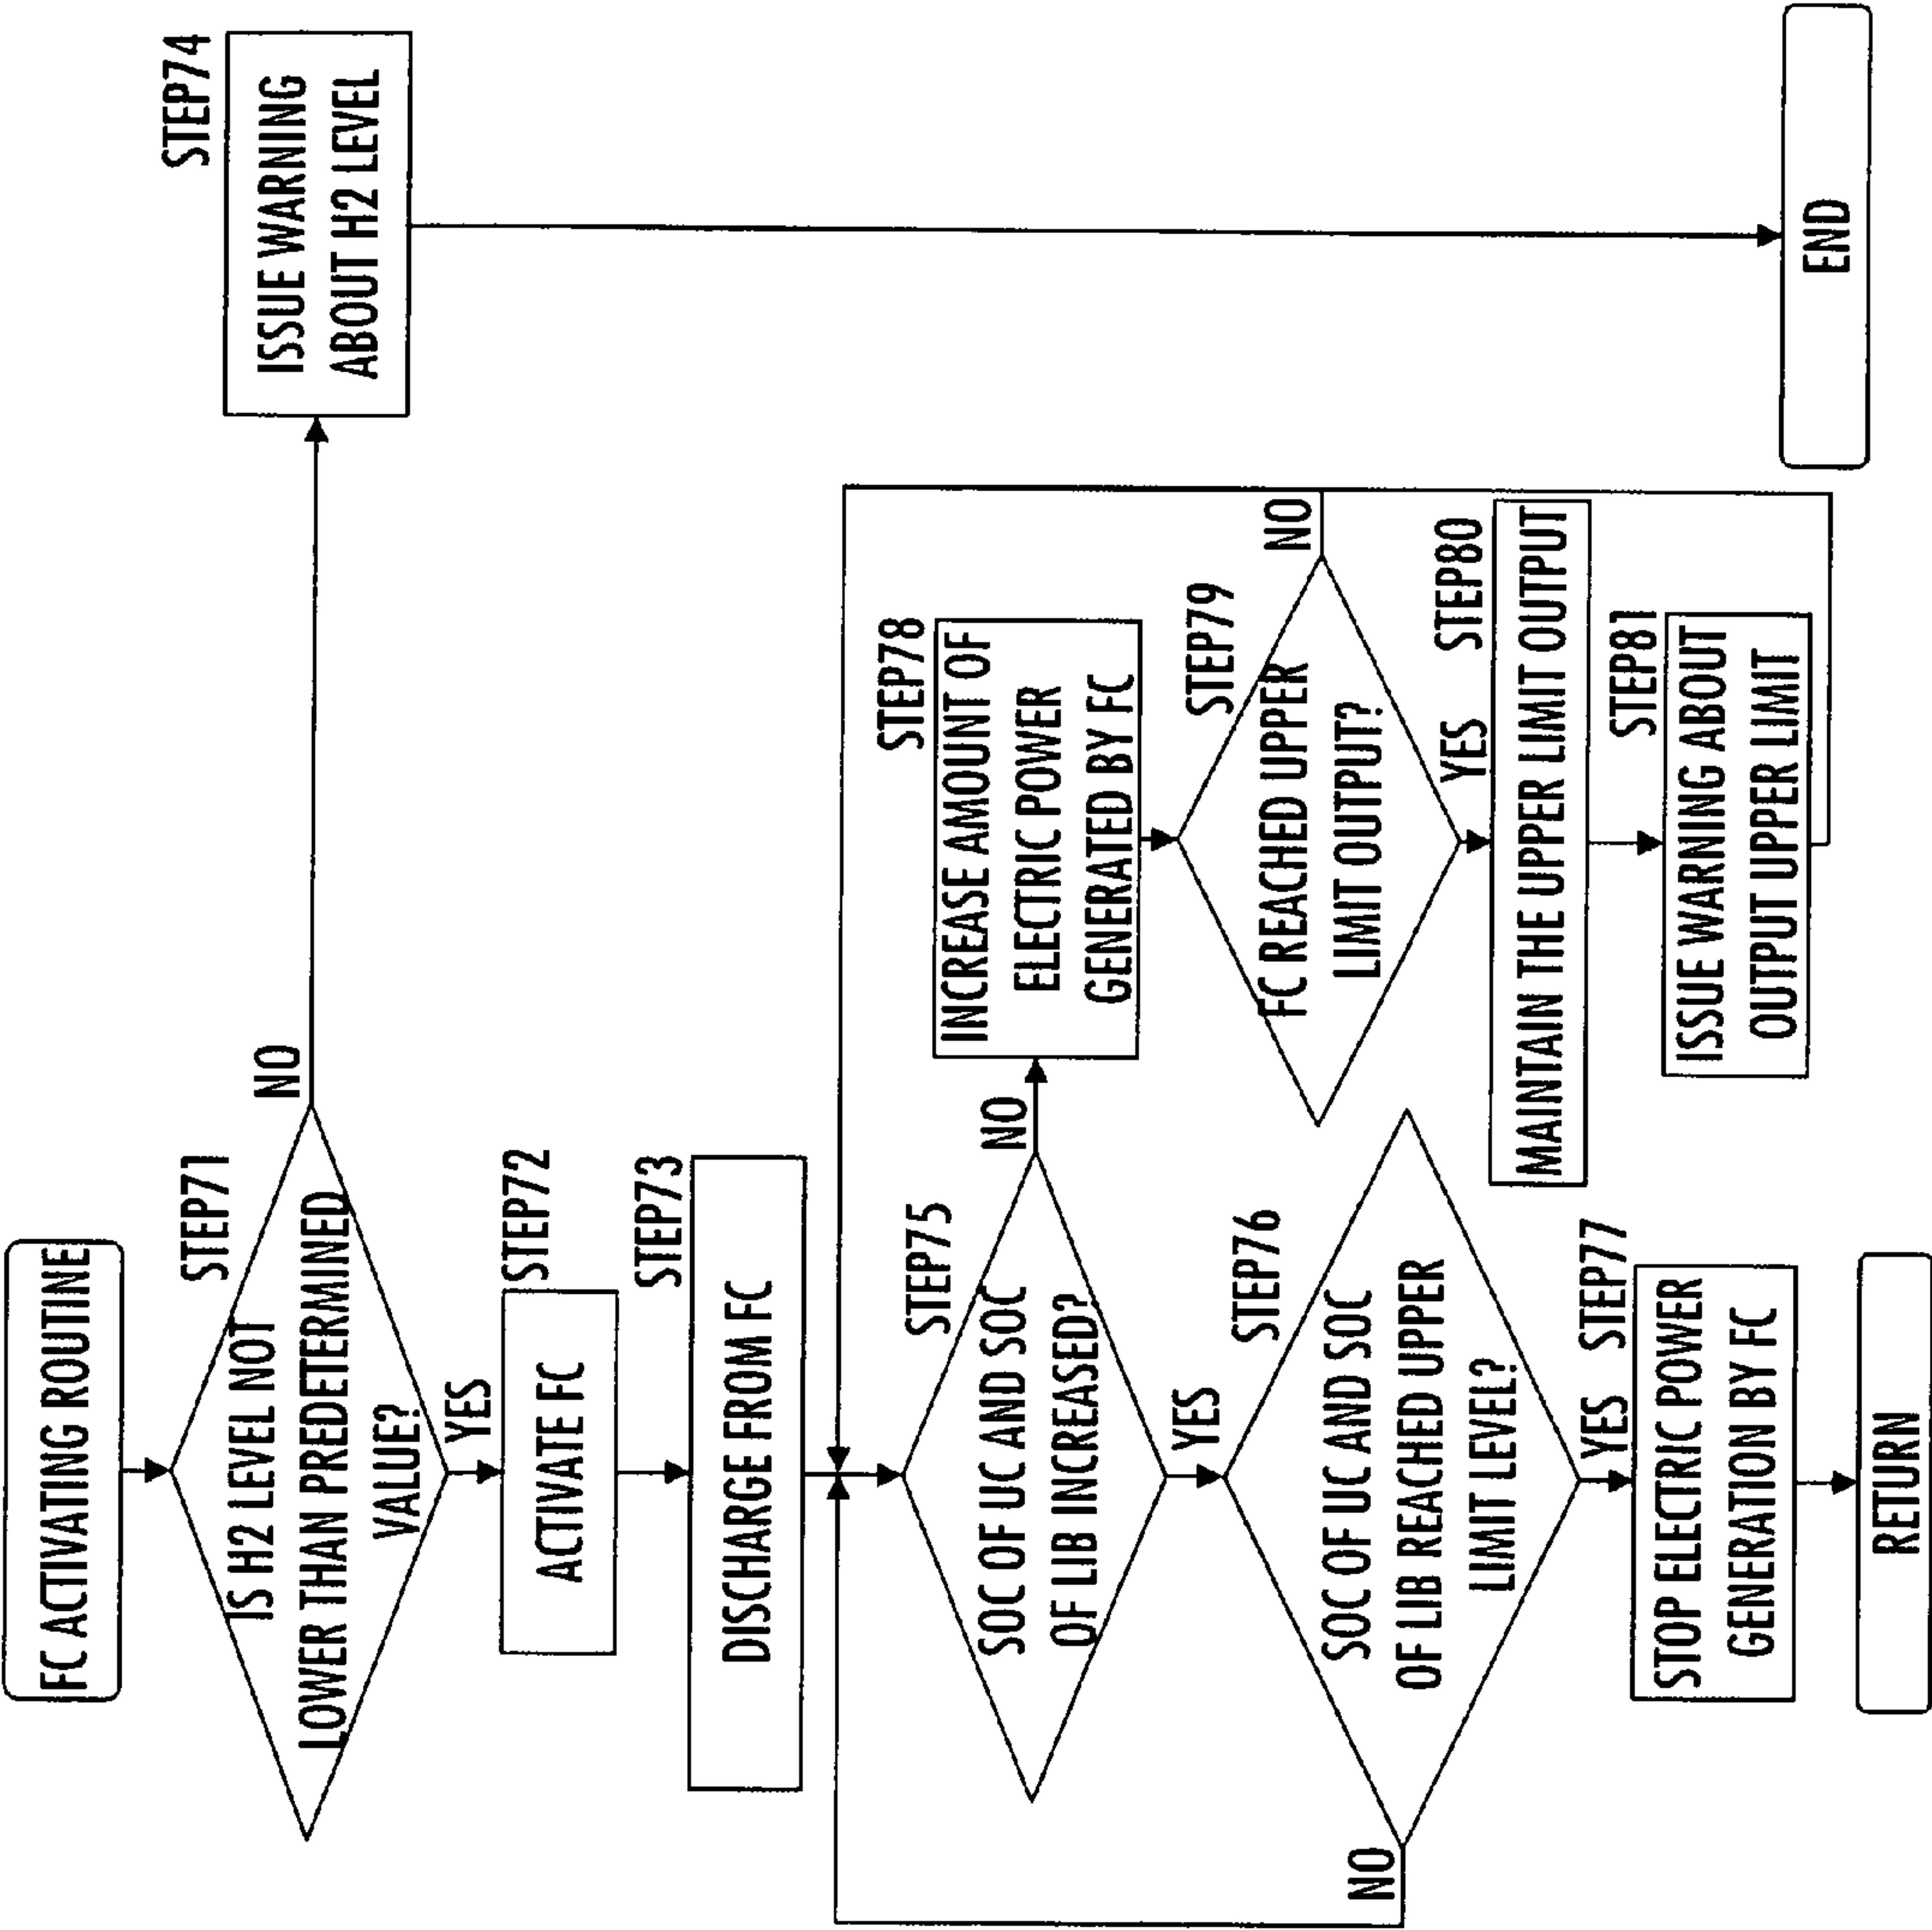 FC ACTIVATING ROUTINE
STEP71
IS H2 LEVEL NOT
LOWER THAN PREDETERMINED
VALUE?
NO
YES
STEP74
ISSUE WARNING
ABOUT H2 LEVEL
STEP72
ACTIVATE FC
STEP73
DISCHARGE FROM FC
STEP75
SOC OF UC AND SOC
OF LIB INCREASED?
NO
YES
STEP78
INCREASE AMOUNT OF
ELECTRIC POWER
GENERATED BY FC
STEP79
FC REACHED UPPER
LIMIT OUTPUT?
NO
YES
STEP80
MAINTAIN THE UPPER LIMIT OUTPUT
STEP81
ISSUE WARNING ABOUT
OUTPUT UPPER LIMIT
STEP76
SOC OF UC AND SOC
OF LIB REACHED UPPER
LIMIT LEVEL?
NO
YES
STEP77
STOP ELECTRIC POWER
GENERATION BY FC
RETURN
END